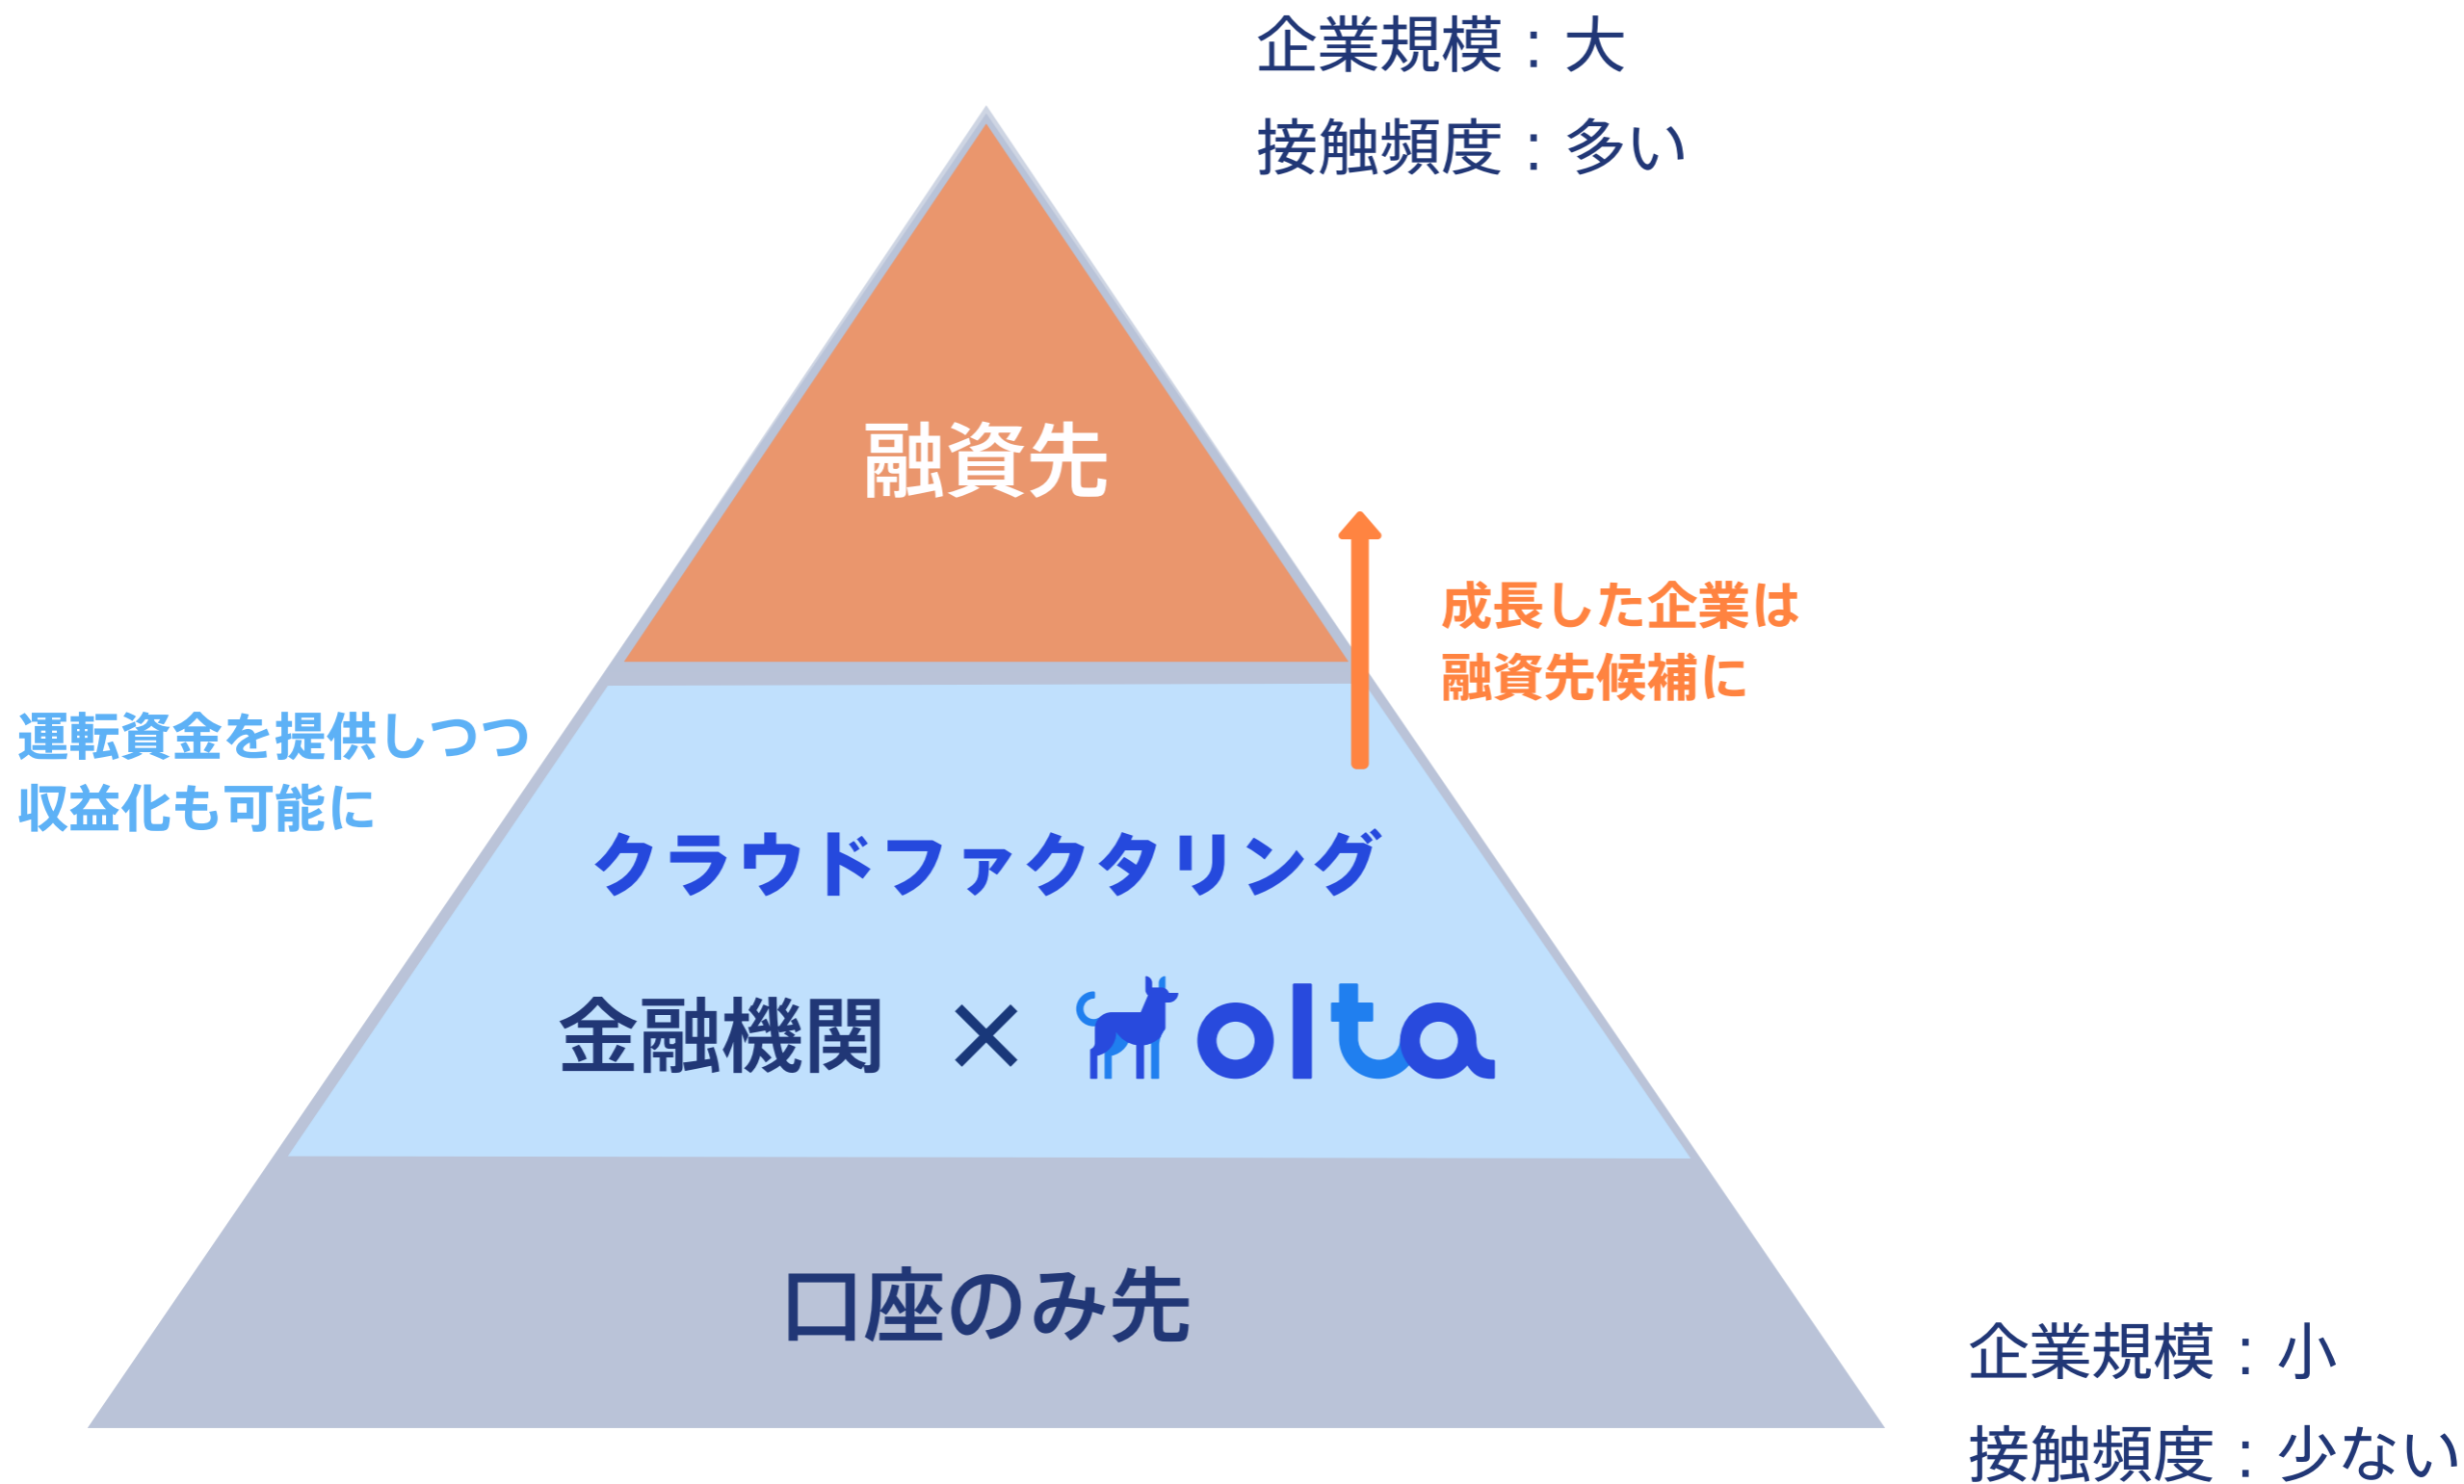 企業規模：大
接触頻度：多い
融資先
成長した企業は
融資先候補に
運転資金を提供しつつ
収益化も可能に
クラウドファクタリング
金融機関 × olta
口座のみ先
企業規模：小
接触頻度：少ない